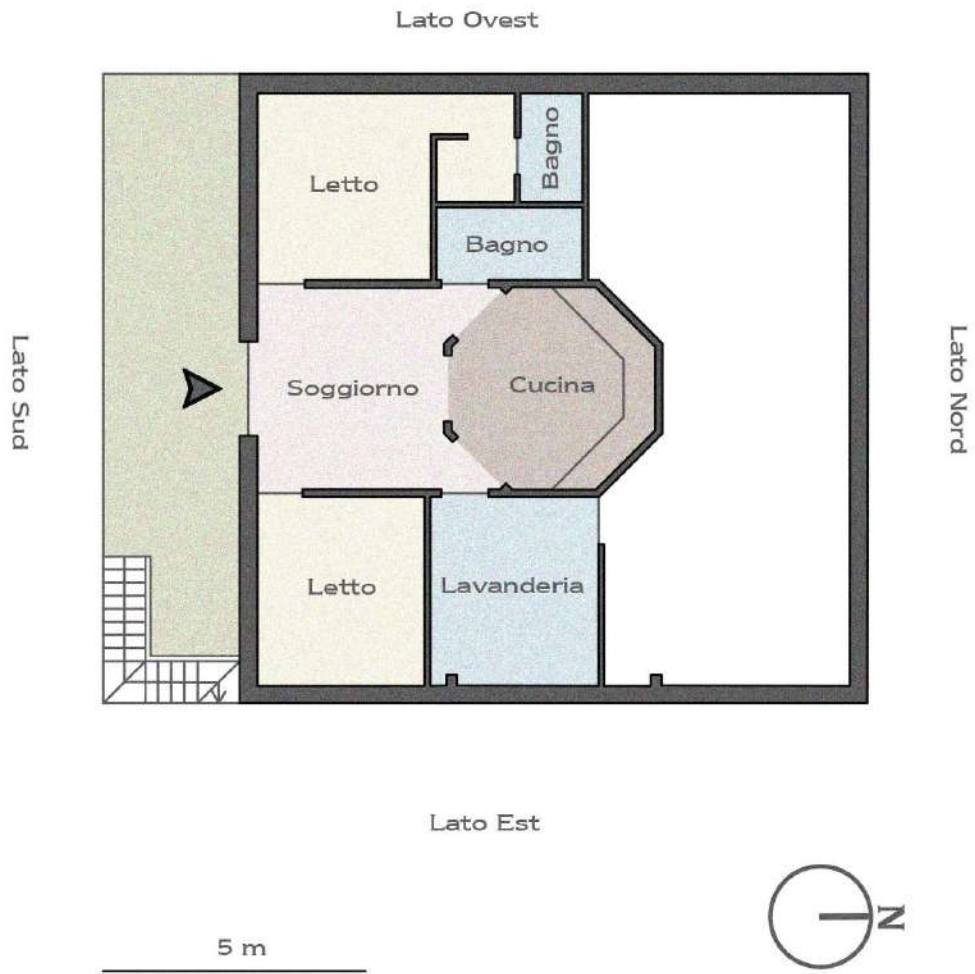 Lato Ovest
Bagno
Letto
Bagno
Lato Sud
Lato Nord
Soggiorno
Cucina
Letto
Lavanderia
Lato Est
N
5 m